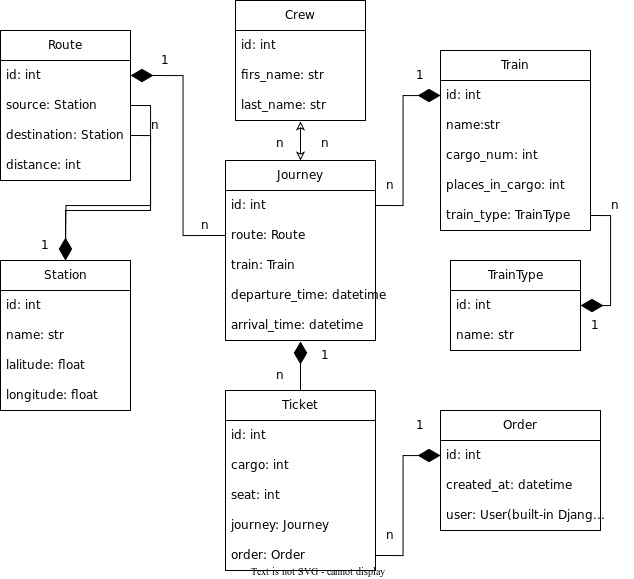 Crew
id: int
firs_name: str
last_name: str
Route
id: int
source: Station
destination: Station
distance: int
1
n
Train
id: int
name:str
cargo_num: int
places_in_cargo: int
train_type: TrainType
1
n
n
n
Journey
id: int
route: Route
train: Train
departure_time: datetime
arrival_time: datetime
n
n
1
Station
id: int
name: str
lalitude: float
longitude: float
TrainType
id: int
name: str
n
1
1
n
Ticket
id: int
cargo: int
seat: int
journey: Journey
order: Order
1
n
Order
id: int
created_at: datetime
user: User(built-in Djang...
Text is not SVG - cannot display